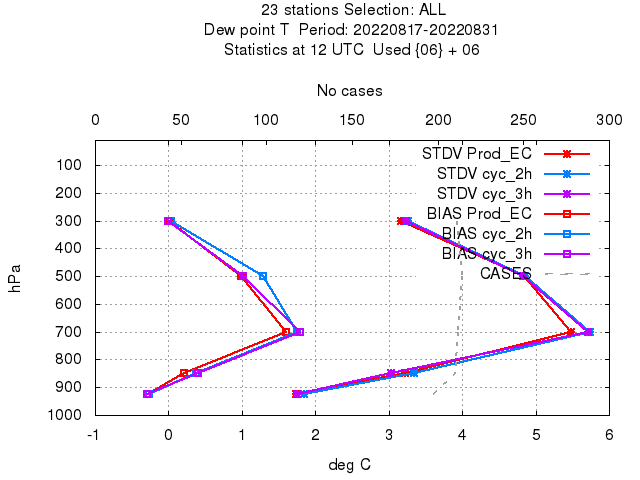 23 stations Selection: ALL
Dew point T  Period: 20220817-20220831
Statistics at 12 UTC  Used {06} + 06
No cases
0 50 100 150 200 250 300
STDV Prod_EC
STDV cyc_2h
STDV cyc_3h
BIAS Prod_EC
BIAS cyc_2h
BIAS cyc_3h
CASES
100
200
300
400
500
600
700
800
900
1000
hPa
-1 0 1 2 3 4 5 6
deg C